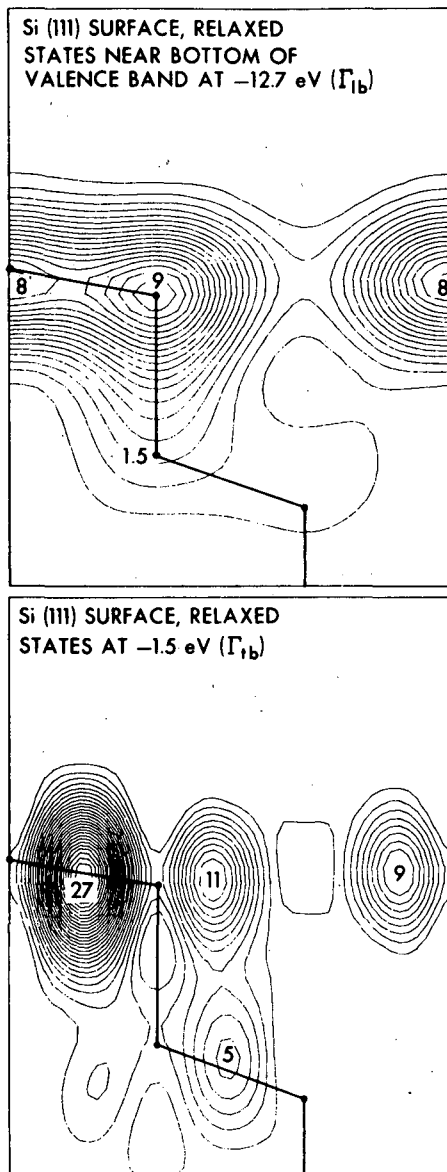 Si (111) SURFACE, RELAXED
STATES NEAR BOTTOM OF
VALENCE BAND AT −12.7 eV (Γ1b)
8 9 8
1.5
Si (111) SURFACE, RELAXED
STATES AT −1.5 eV (Γtb)
27 11 9
5